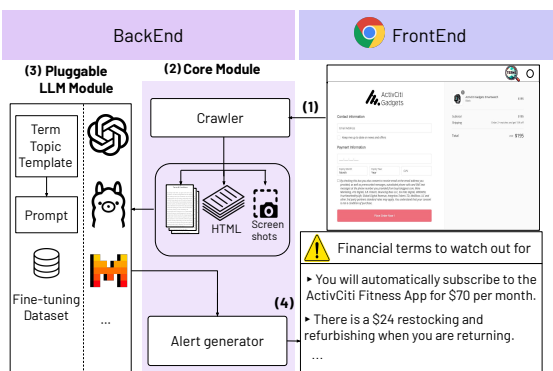 BackEnd
FrontEnd
(3) Pluggable
LLM Module
(2) Core Module
(1)
Term
Topic
Template
Prompt
Fine-tuning
Dataset
...
Crawler
HTML
Screen
shots
(4)
Alert generator
TERMS
ActivCiti
Gadgets
Contact information
Payment information
Total
$195
Financial terms to watch out for
▸ You will automatically subscribe to the
ActivCiti Fitness App for $70 per month.
▸ There is a $24 restocking and
refurbishing when you are returning.
...